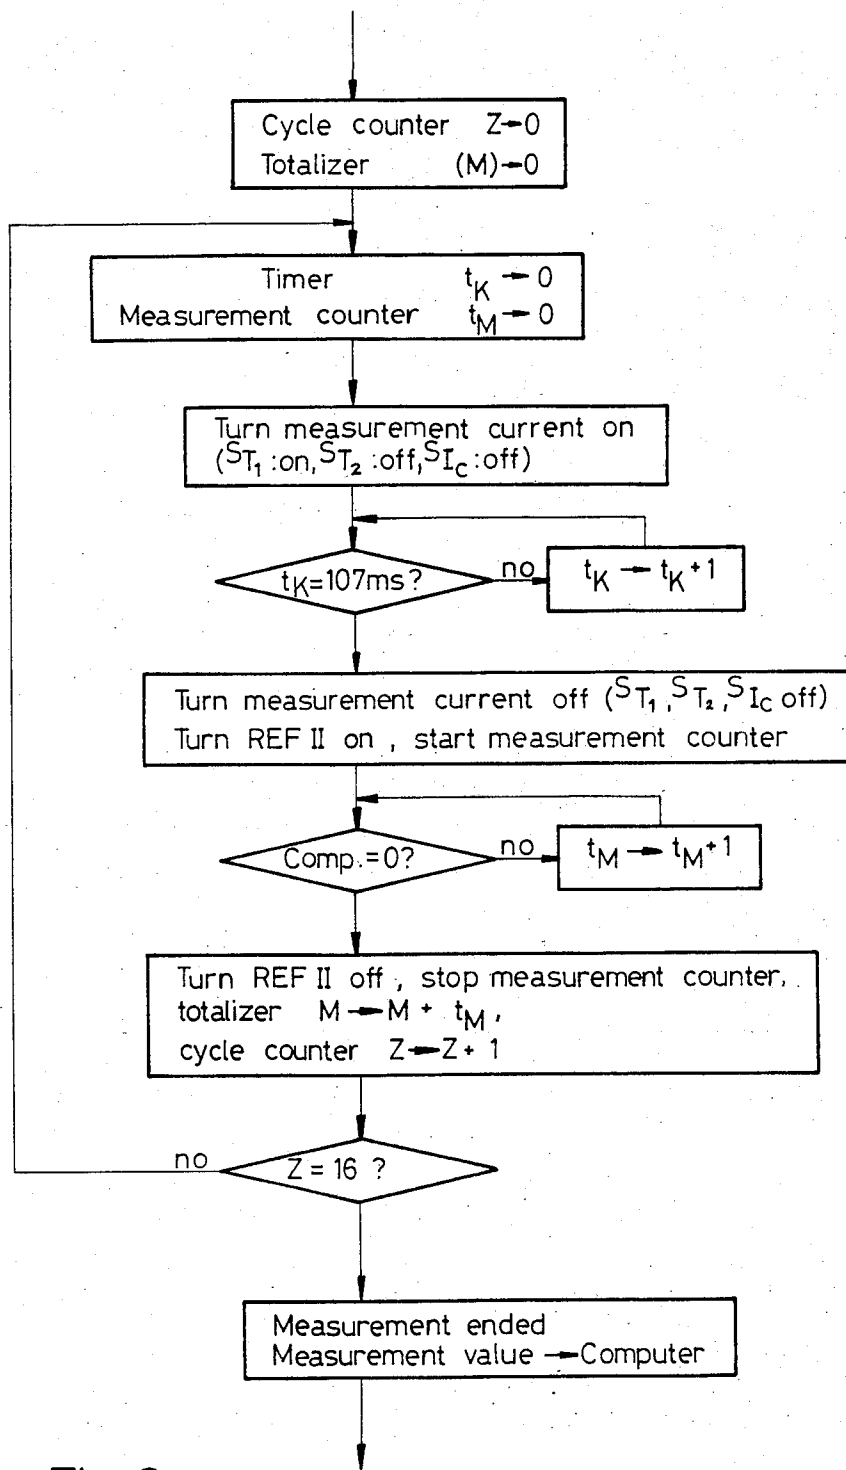 Cycle counter Z→0
Totalizer (M)→0
Timer t_K → 0
Measurement counter t_M → 0
Turn measurement current on
(S_T₁ :on, S_T₂ :off, S_I_C :off)
t_K=107ms?
no
t_K → t_K+1
Turn measurement current off (S_T₁, S_T₂, S_I_C off)
Turn REF II on , start measurement counter
Comp.=0?
no
t_M → t_M+1
Turn REF II off , stop measurement counter,
totalizer M→M + t_M,
cycle counter Z→Z+ 1
no
Z = 16 ?
Measurement ended
Measurement value →Computer